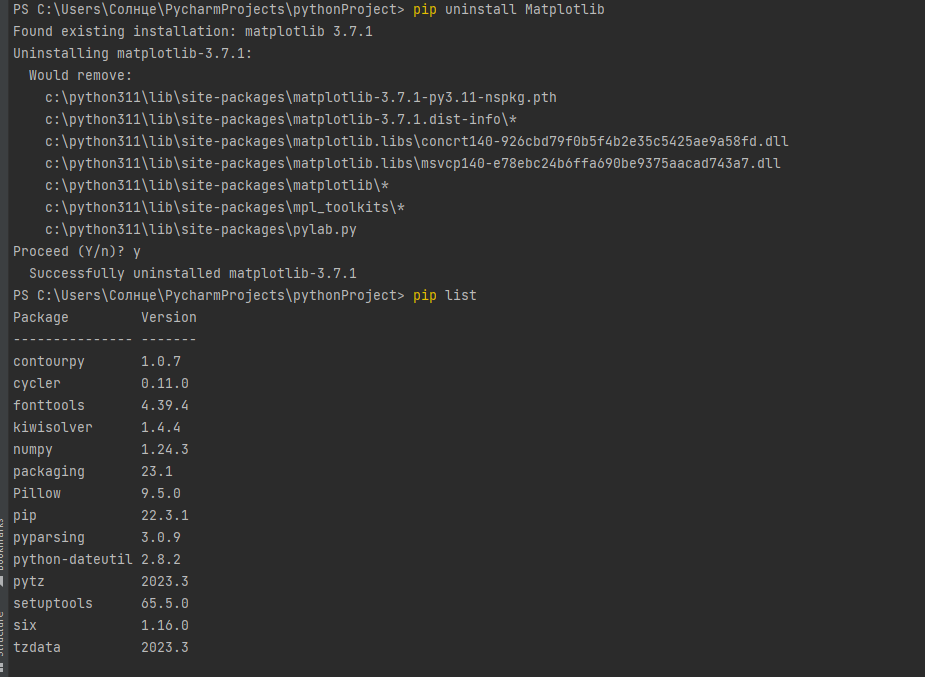 PS C:\Users\Солнце\PycharmProjects\pythonProject> pip uninstall Matplotlib
Found existing installation: matplotlib 3.7.1
Uninstalling matplotlib-3.7.1:
  Would remove:
    c:\python311\lib\site-packages\matplotlib-3.7.1-py3.11-nspkg.pth
    c:\python311\lib\site-packages\matplotlib-3.7.1.dist-info\*
    c:\python311\lib\site-packages\matplotlib.libs\concrt140-926cbd79f0b5f4b2e35c5425ae9a58fd.dll
    c:\python311\lib\site-packages\matplotlib.libs\msvcp140-e78ebc24b6ffa690be9375aacad743a7.dll
    c:\python311\lib\site-packages\matplotlib\*
    c:\python311\lib\site-packages\mpl_toolkits\*
    c:\python311\lib\site-packages\pylab.py
Proceed (Y/n)? y
  Successfully uninstalled matplotlib-3.7.1
PS C:\Users\Солнце\PycharmProjects\pythonProject> pip list
Package         Version
--------------- -------
contourpy       1.0.7
cycler          0.11.0
fonttools       4.39.4
kiwisolver      1.4.4
numpy           1.24.3
packaging       23.1
Pillow          9.5.0
pip             22.3.1
pyparsing       3.0.9
python-dateutil 2.8.2
pytz            2023.3
setuptools      65.5.0
six             1.16.0
tzdata          2023.3